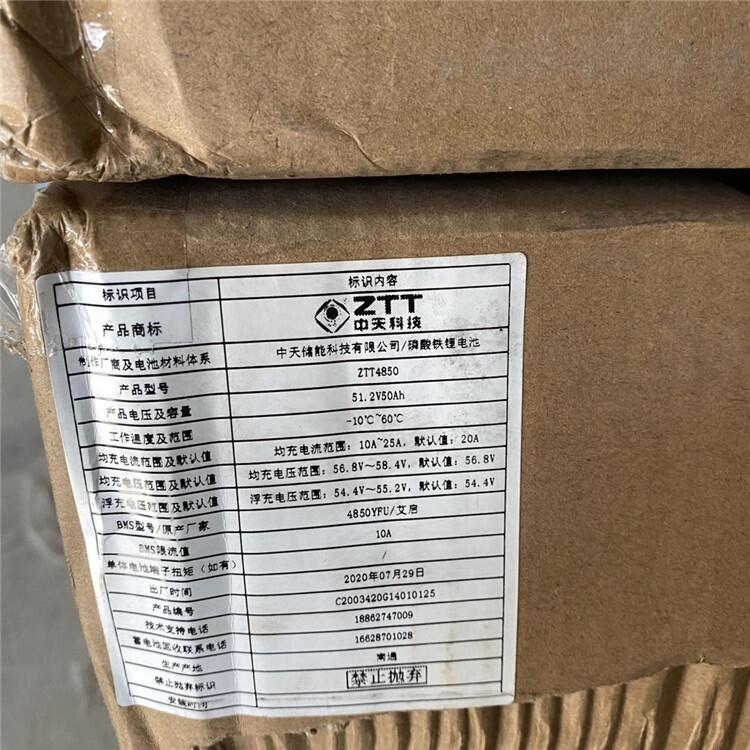 标识项目 标识内容
产品商标 ZTT 中天科技
制作厂商及电池材料体系 中天储能科技有限公司/磷酸铁锂电池
产品型号 ZTT4850
产品电压及容量 51.2V50Ah
工作温度及范围 -10℃~60℃
均充电流范围及默认值 均充电流范围：10A~25A，默认值：20A
均充电压范围及默认值 均充电压范围：56.8V～58.4V，默认值：56.8V
浮充电压范围及默认值 浮充电压范围：54.4V～55.2V，默认值：54.4V
BMS型号/原产厂家 4850YFU/艾启
BMS限流值 10A
单体电池端子扭矩（如有） /
出厂时间 2020年07月29日
产品编号 C2003420G14010125
技术支持电话 18862747009
蓄电池回收联系电话 16628701028
生产产地 南通
禁止抛弃标识 禁止抛弃
安装时间